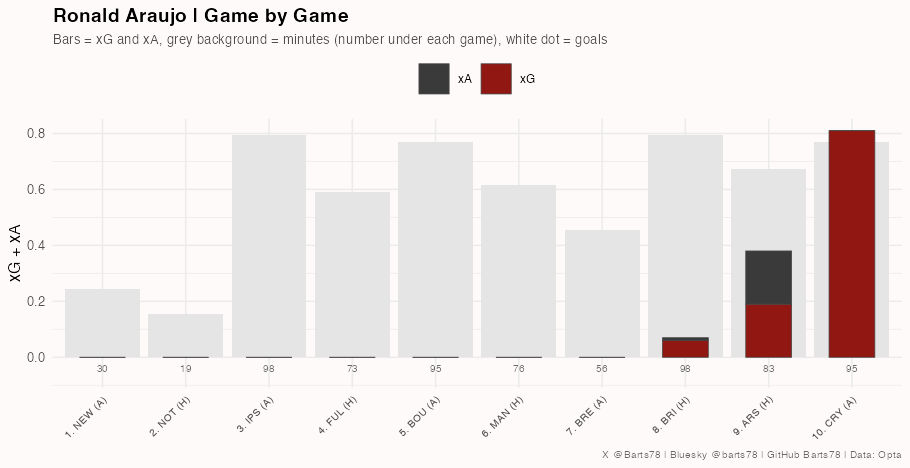 Ronald Araujo | Game by Game
Bars = xG and xA, grey background = minutes (number under each game), white dot = goals
xA xG
xG + xA
0.8
0.6
0.4
0.2
0.0
30 19 98 73 95 76 56 98 83 95
1. NEW (A) 2. NOT (H) 3. IPS (A) 4. FUL (H) 5. BOU (A) 6. MAN (H) 7. BRE (A) 8. BRI (H) 9. ARS (H) 10. CRY (A)
X @Barts78 | Bluesky @barts78 | GitHub Barts78 | Data: Opta